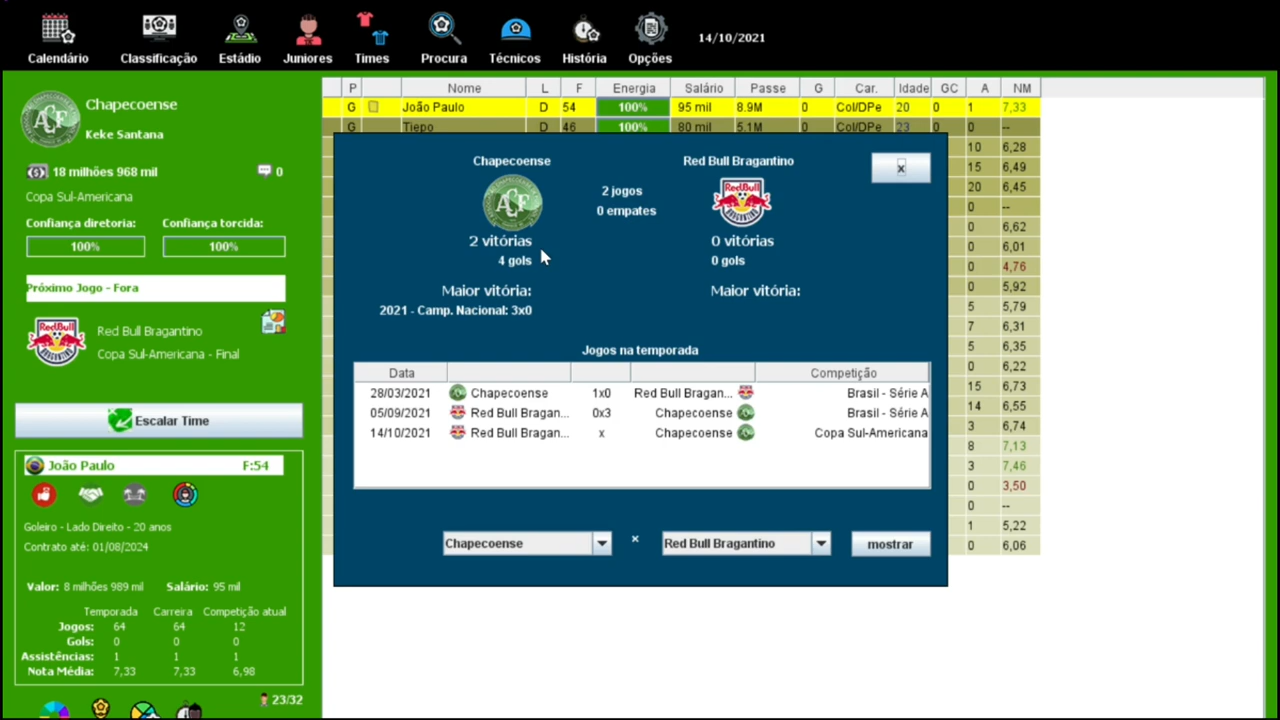 Calendário Classificação Estádio Juniores Times Procura Técnicos História Opções 14/10/2021
Chapecoense
Keke Santana
18 milhões 968 mil 0
Copa Sul-Americana
Confiança diretoria: Confiança torcida:
100% 100%
Próximo Jogo - Fora
Red Bull Bragantino
Copa Sul-Americana - Final
Escalar Time
João Paulo F:54
Goleiro - Lado Direito - 20 anos
Contrato até: 01/08/2024
Valor: 8 milhões 989 mil Salário: 95 mil
Temporada Carreira Competição atual
Jogos: 64 64 12
Gols: 0 0 0
Assistências: 1 1 1
Nota Média: 7,33 7,33 6,98
23/32
P Nome L F Energia Salário Passe G Car. Idade GC A NM
G João Paulo D 54 100% 95 mil 8.9M 0 Col/DPe 20 0 1 7,33
G Tiepo D 46 100% 80 mil 5.1M 0 Col/DPe 23 0 0 --
10 6,28
15 6,49
20 6,45
0 --
0 6,62
0 6,01
0 4,76
0 5,92
5 5,79
7 6,31
5 6,35
0 6,22
15 6,73
14 6,55
3 6,74
8 7,13
3 7,46
0 3,50
0 --
1 5,22
0 6,06
Chapecoense Red Bull Bragantino x
2 jogos
0 empates
2 vitórias 0 vitórias
4 gols 0 gols
Maior vitória: Maior vitória:
2021 - Camp. Nacional: 3x0
Jogos na temporada
Data Competição
28/03/2021 Chapecoense 1x0 Red Bull Bragan... Brasil - Série A
05/09/2021 Red Bull Bragan... 0x3 Chapecoense Brasil - Série A
14/10/2021 Red Bull Bragan... x Chapecoense Copa Sul-Americana
Chapecoense × Red Bull Bragantino mostrar